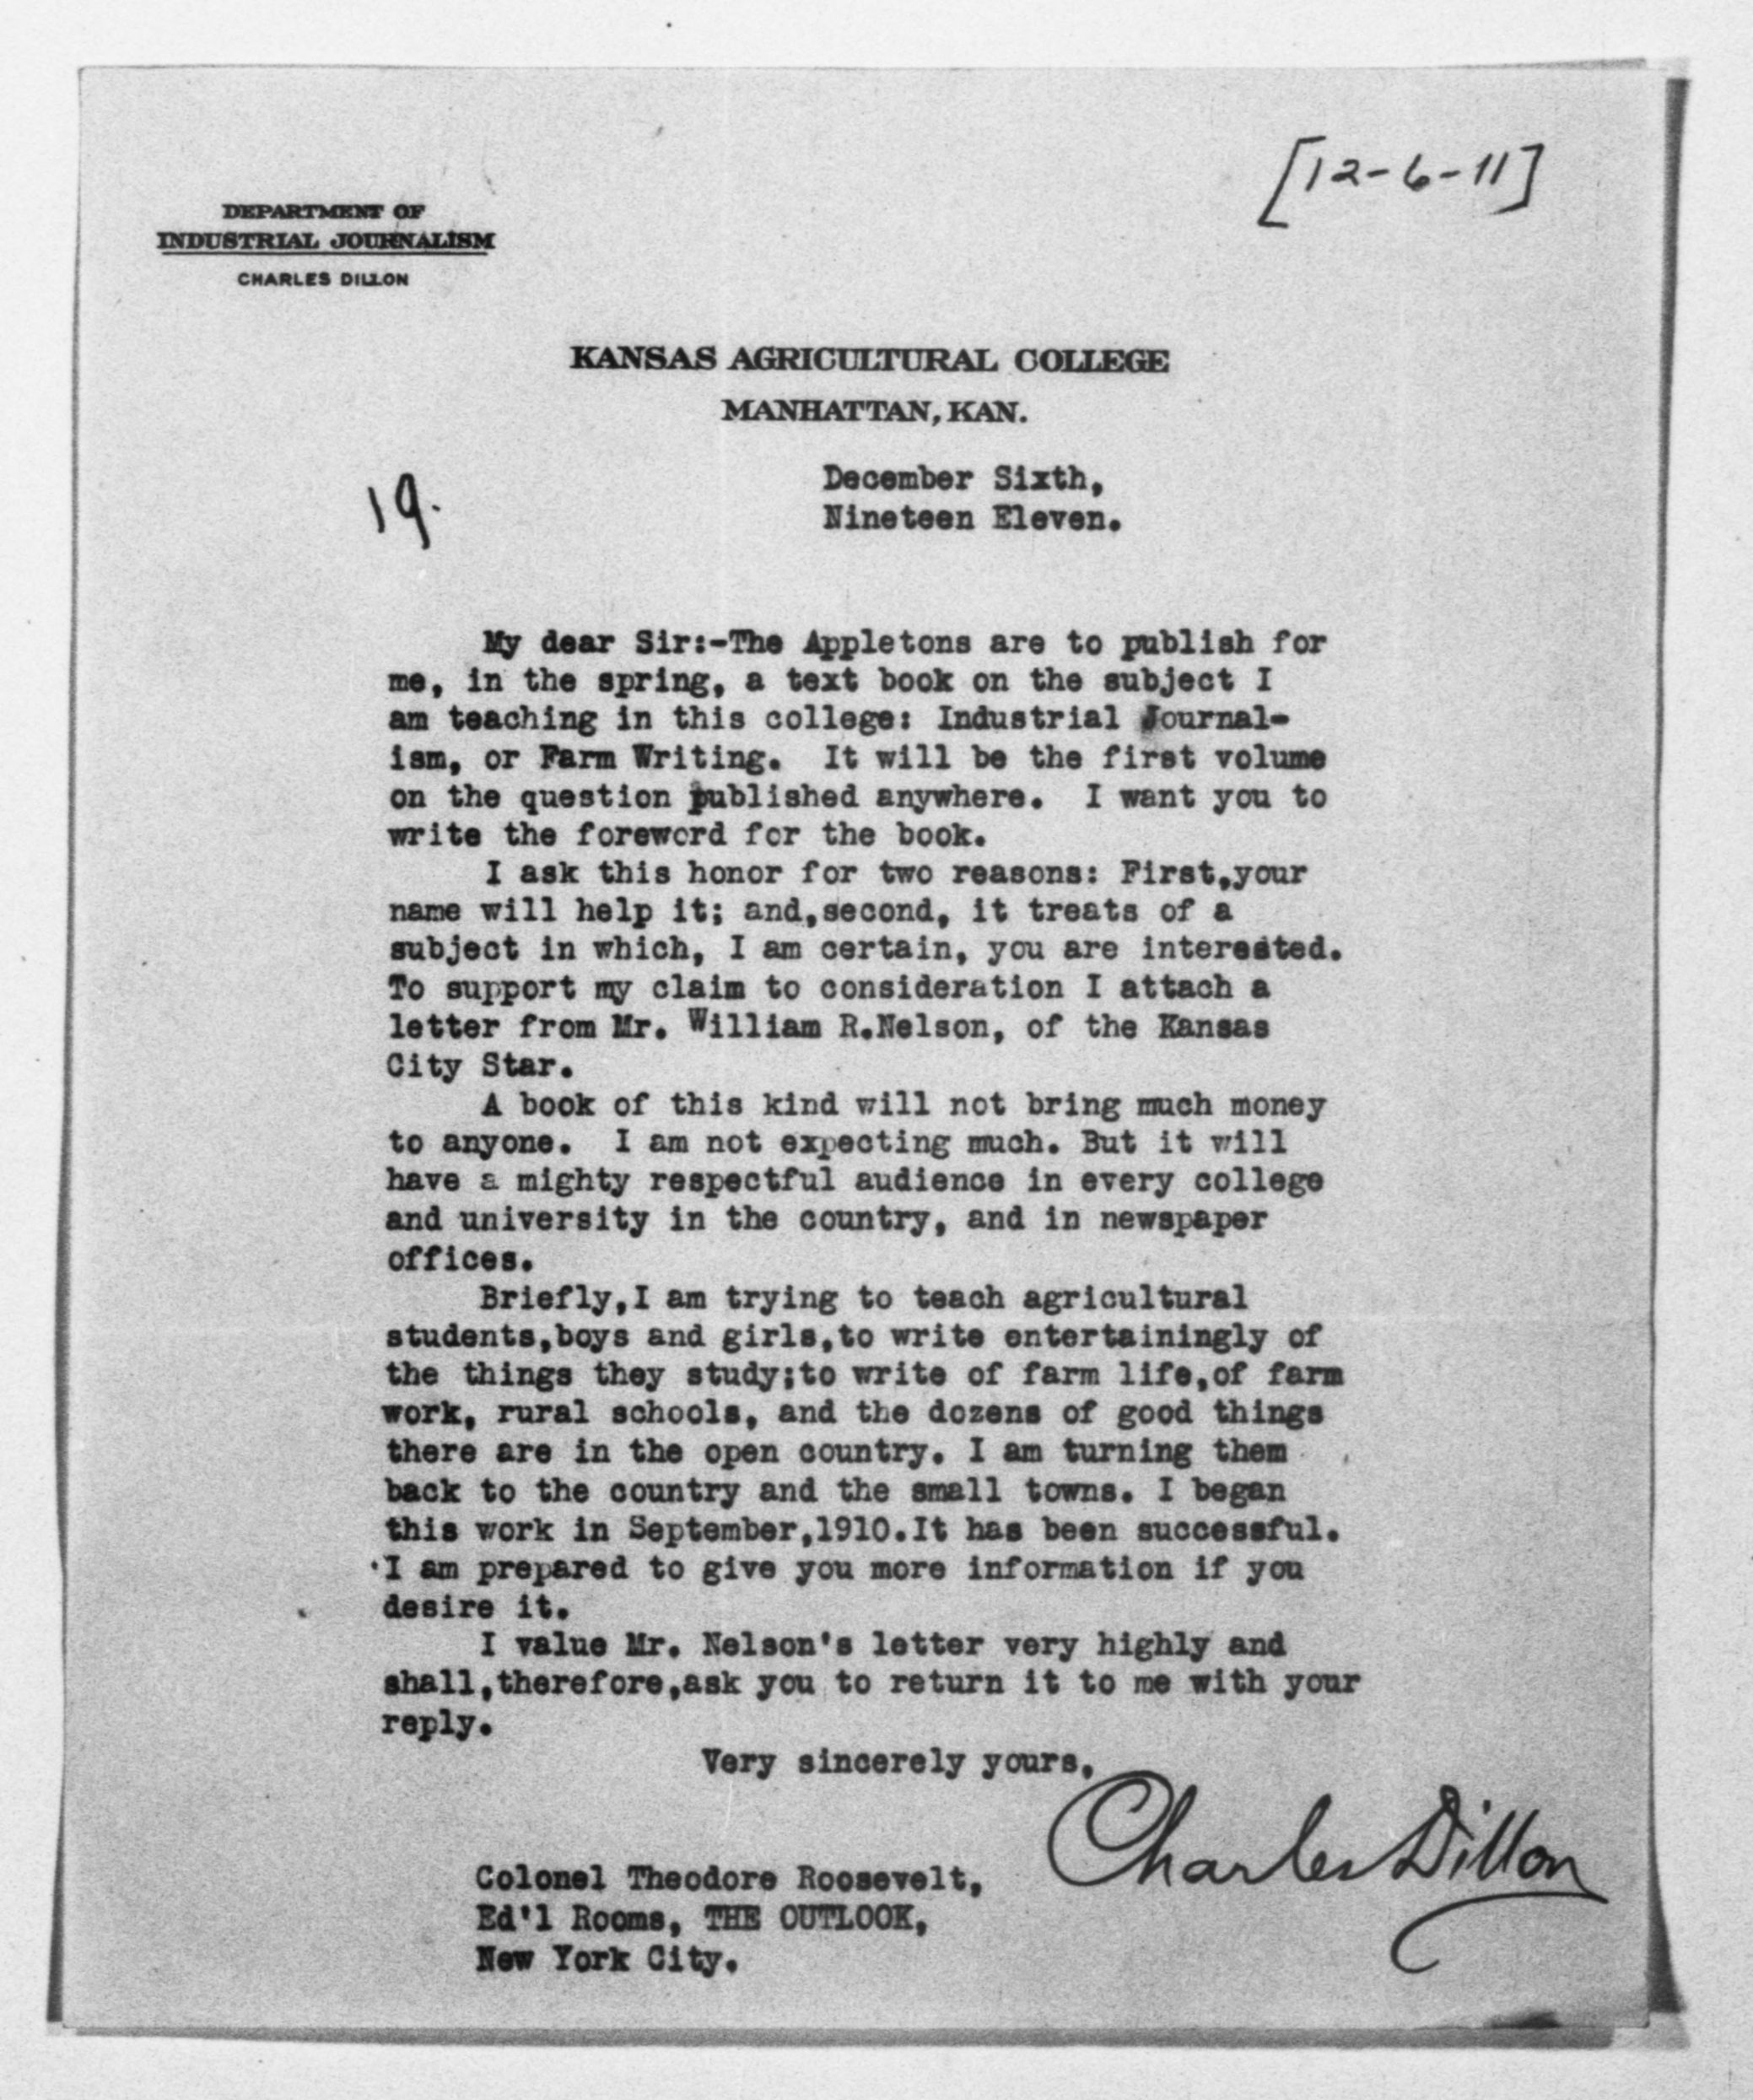 [12-6-11]
DEPARTMENT OF
INDUSTRIAL JOURNALISM
CHARLES DILLON
KANSAS AGRICULTURAL COLLEGE
MANHATTAN, KAN.
19.
December Sixth,
Nineteen Eleven.
My dear Sir:-The Appletons are to publish for
me, in the spring, a text book on the subject I
am teaching in this college: Industrial Journal-
ism, or Farm Writing. It will be the first volume
on the question published anywhere. I want you to
write the foreword for the book.
I ask this honor for two reasons: First,your
name will help it; and,second, it treats of a
subject in which, I am certain, you are interested.
To support my claim to consideration I attach a
letter from Mr. William R.Nelson, of the Kansas
City Star.
A book of this kind will not bring much money
to anyone. I am not expecting much. But it will
have a mighty respectful audience in every college
and university in the country, and in newspaper
offices.
Briefly,I am trying to teach agricultural
students,boys and girls,to write entertainingly of
the things they study;to write of farm life,of farm
work, rural schools, and the dozens of good things
there are in the open country. I am turning them
back to the country and the small towns. I began
this work in September,1910.It has been successful.
I am prepared to give you more information if you
desire it.
I value Mr. Nelson's letter very highly and
shall,therefore,ask you to return it to me with your
reply.
Very sincerely yours,
Charles Dillon
Colonel Theodore Roosevelt,
Ed'l Rooms, THE OUTLOOK,
New York City.